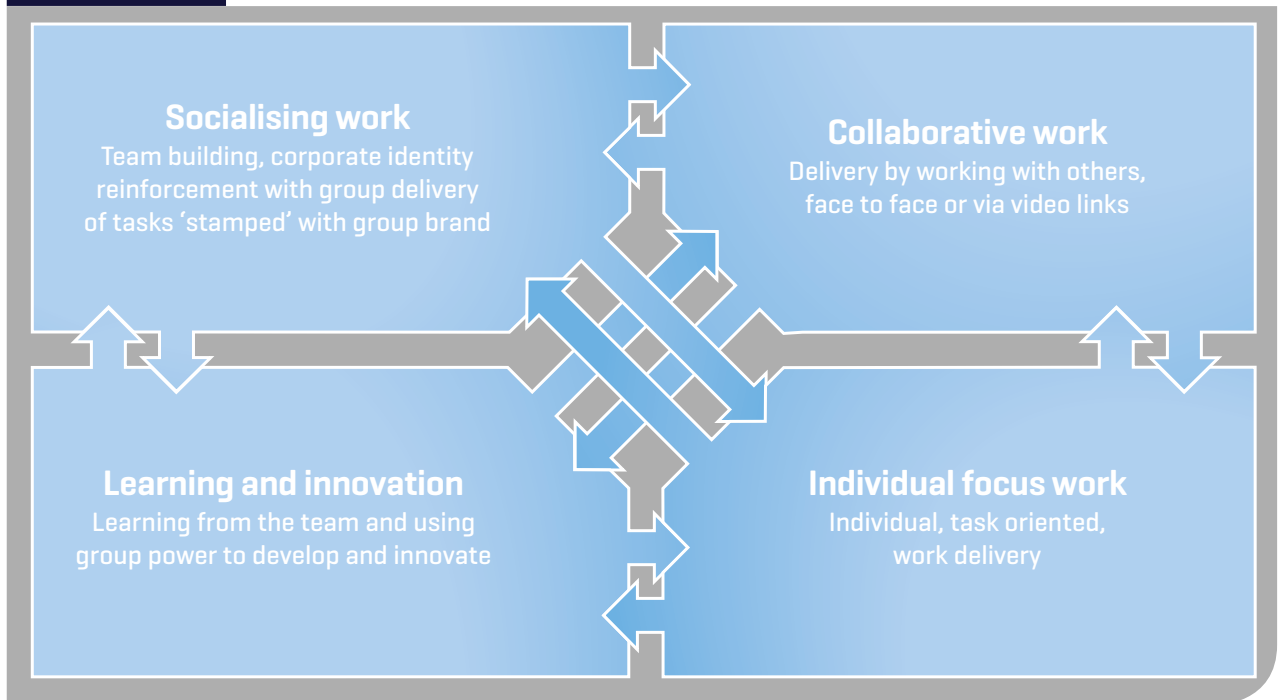 Socialising work
Team building, corporate identity
reinforcement with group delivery
of tasks ‘stamped’ with group brand
Collaborative work
Delivery by working with others,
face to face or via video links
Learning and innovation
Learning from the team and using
group power to develop and innovate
Individual focus work
Individual, task oriented,
work delivery